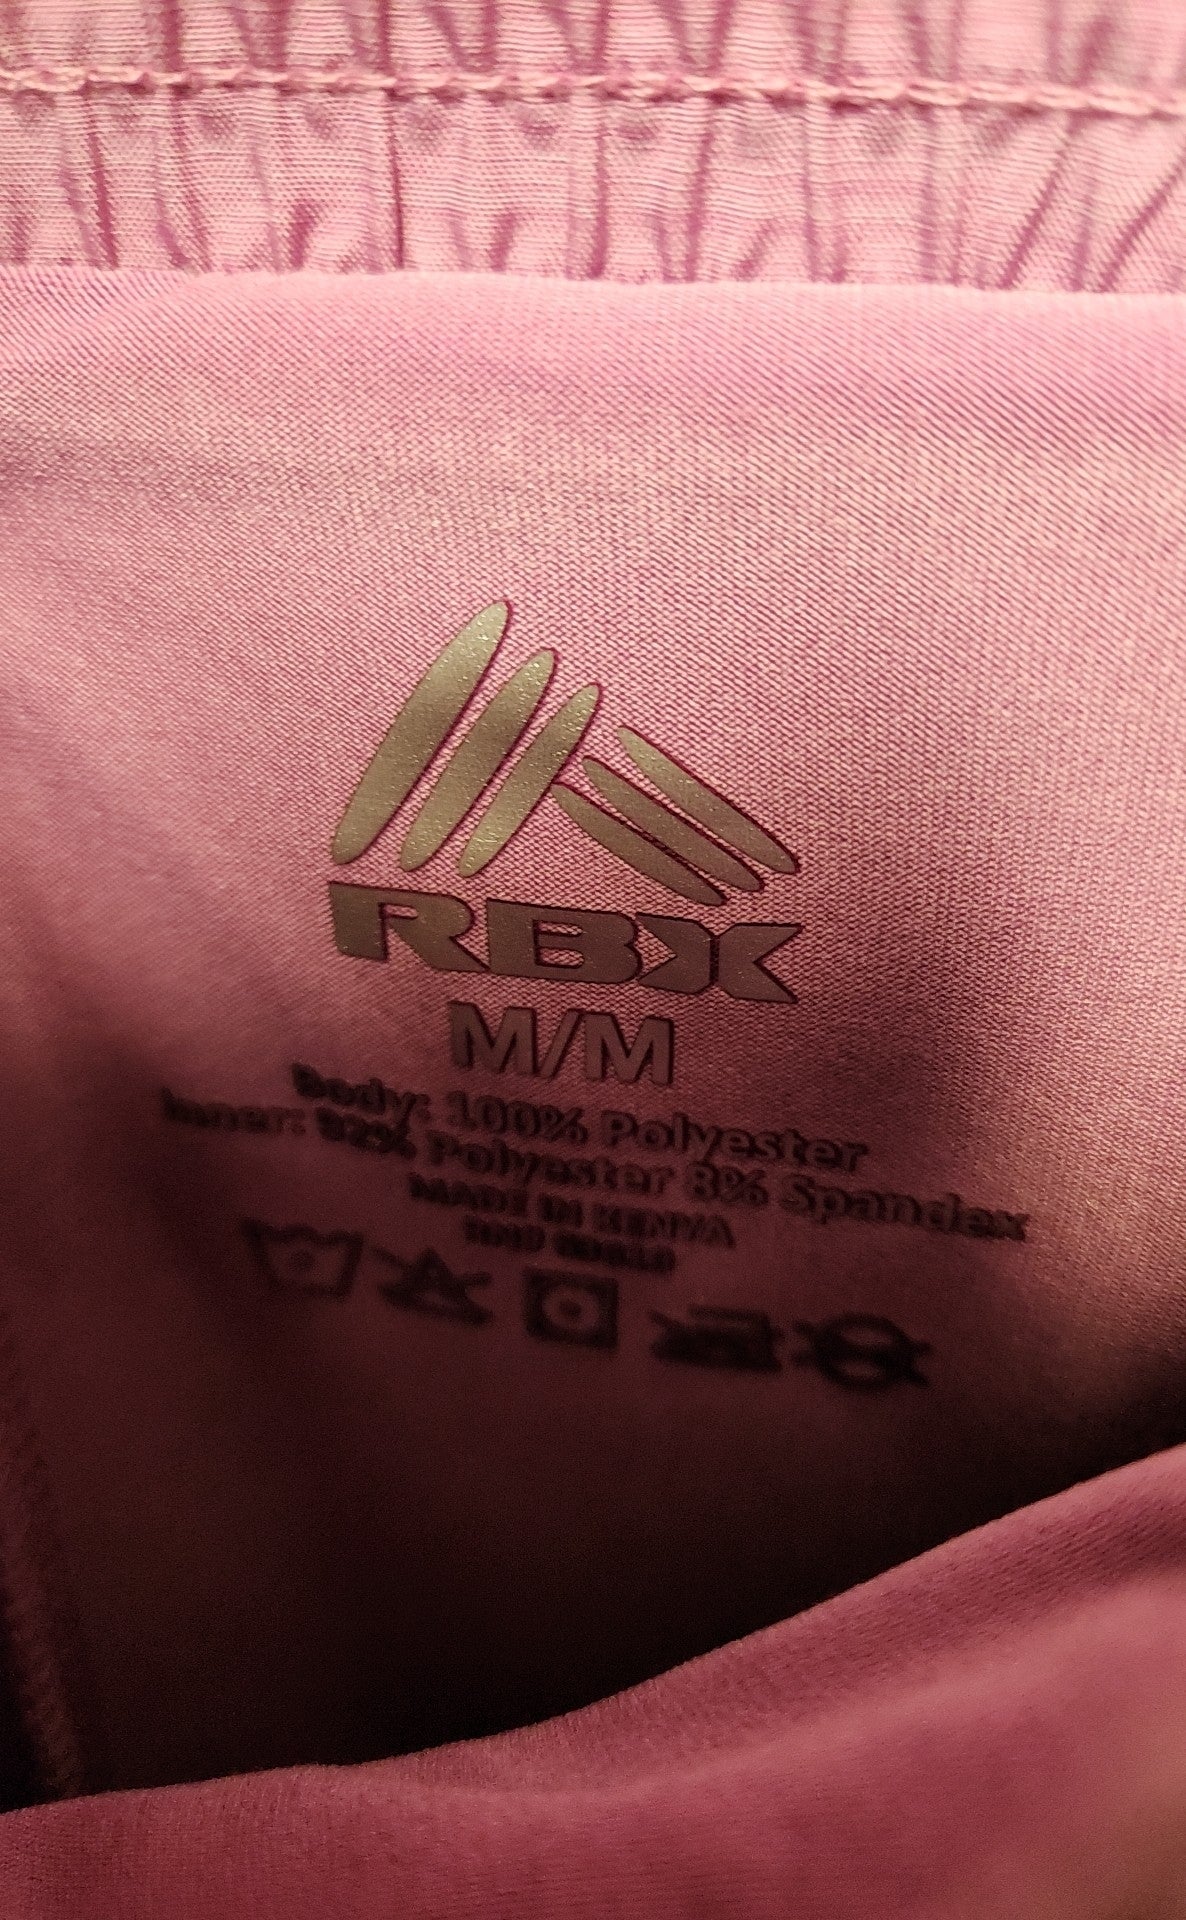 RBX
M/M
Body: 100% Polyester
Inner: 92% Polyester 8% Spandex
MADE IN KENYA